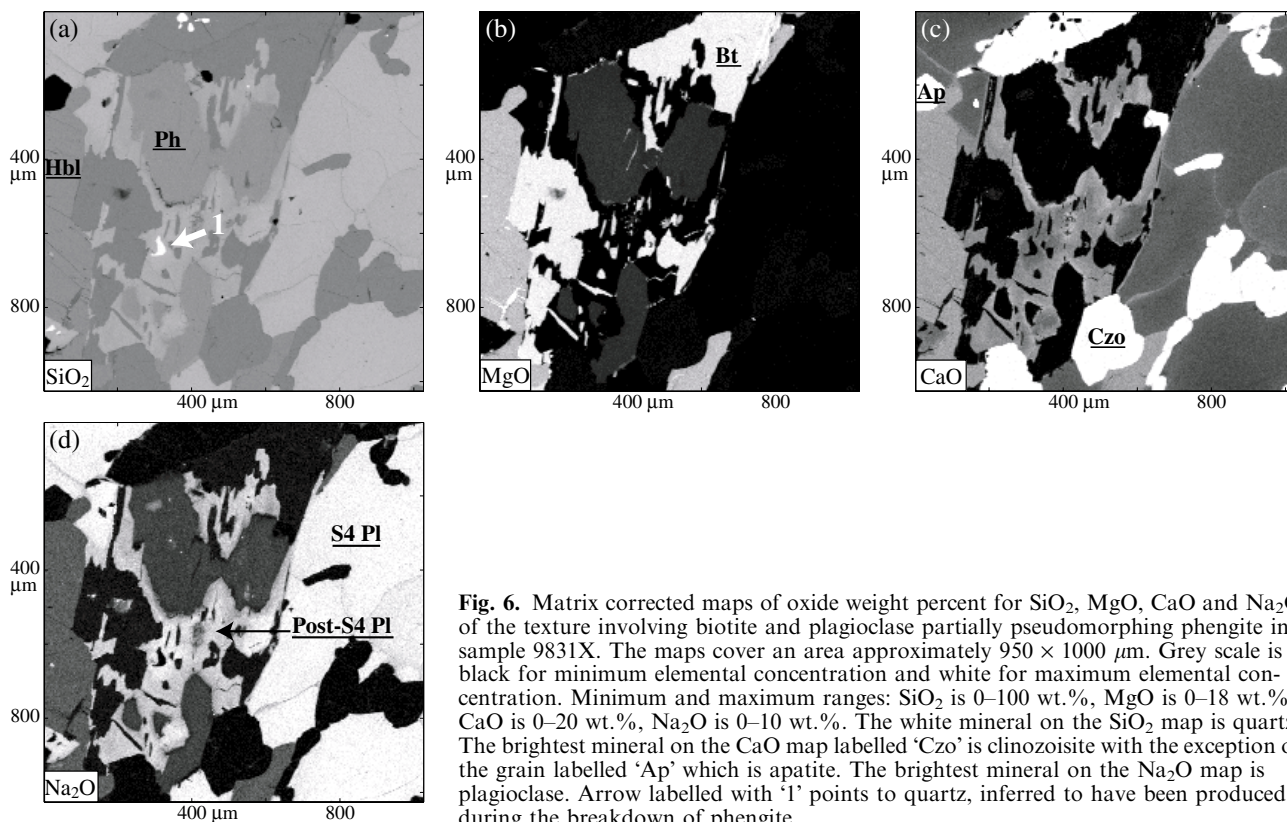 (a)
Ph
Hbl
1
400
μm
800
SiO₂
400 μm
800
(b)
Bt
400
μm
800
MgO
400 μm
800
(c)
Ap
400
μm
800
Czo
CaO
400 μm
800
(d)
S4 Pl
Post-S4 Pl
400
μm
800
Na₂O
400 μm
800
Fig. 6. Matrix corrected maps of oxide weight percent for SiO₂, MgO, CaO and Na₂O
of the texture involving biotite and plagioclase partially pseudomorphing phengite in
sample 9831X. The maps cover an area approximately 950 × 1000 μm. Grey scale is
black for minimum elemental concentration and white for maximum elemental con-
centration. Minimum and maximum ranges: SiO₂ is 0–100 wt.%, MgO is 0–18 wt.%
CaO is 0–20 wt.%, Na₂O is 0–10 wt.%. The white mineral on the SiO₂ map is quartz
The brightest mineral on the CaO map labelled ‘Czo’ is clinozoisite with the exception o
the grain labelled ‘Ap’ which is apatite. The brightest mineral on the Na₂O map is
plagioclase. Arrow labelled with ‘1’ points to quartz, inferred to have been produced
during the breakdown of phengite